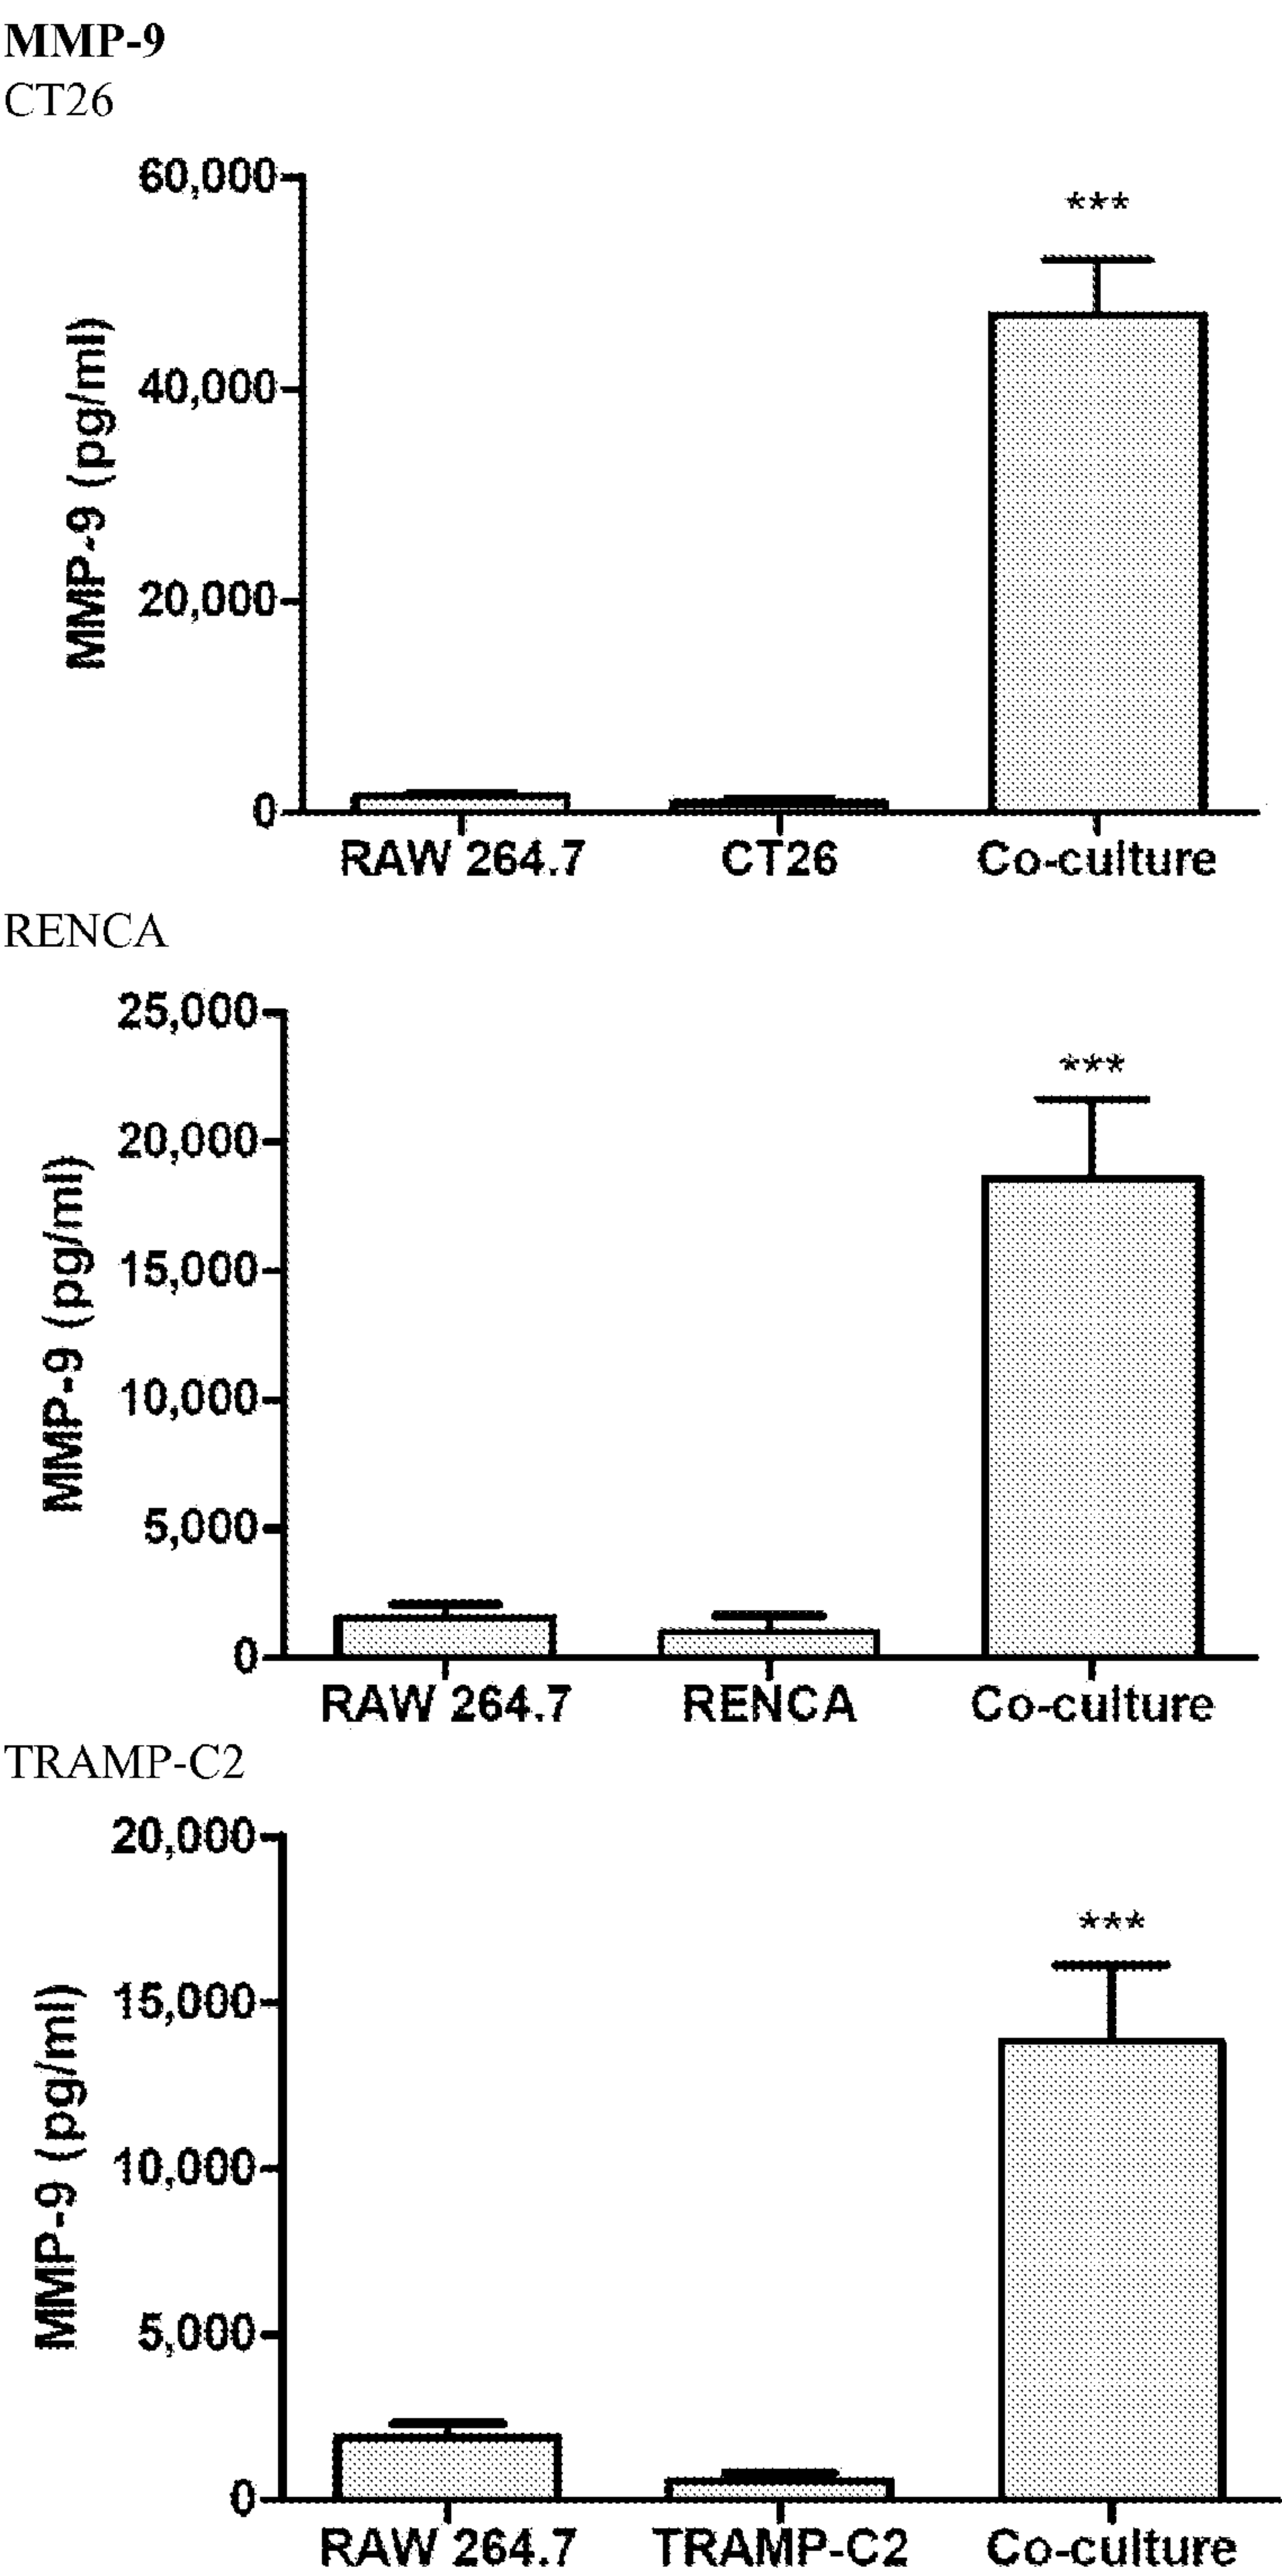 MMP-9
CT26
60,000
***
40,000
MMP-9 (pg/ml)
20,000
0
RAW 264.7 CT26 Co-culture
RENCA
25,000
***
20,000
MMP-9 (pg/ml)
15,000
10,000
5,000
0
RAW 264.7 RENCA Co-culture
TRAMP-C2
20,000
***
15,000
MMP-9 (pg/ml)
10,000
5,000
0
RAW 264.7 TRAMP-C2 Co-culture